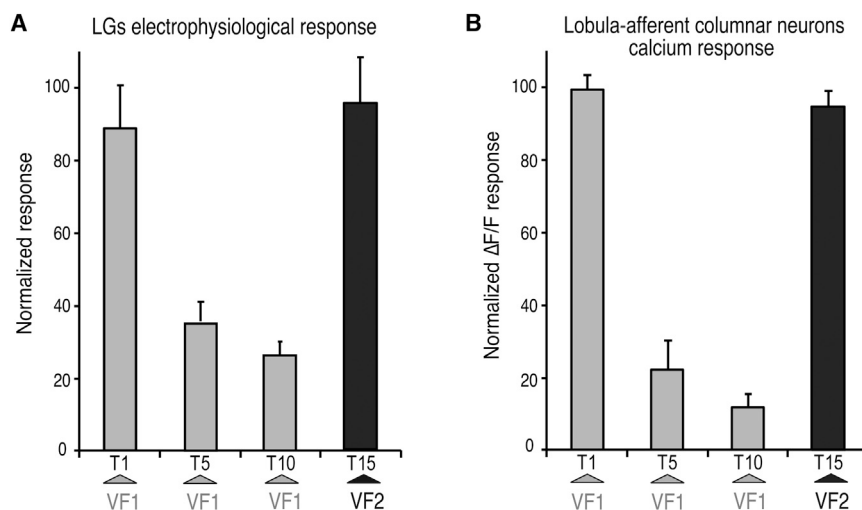 A
LGs electrophysiological response
Normalized response
100
80
60
40
20
0
T1 T5 T10 T15
VF1 VF1 VF1 VF2
B
Lobula-afferent columnar neurons
calcium response
Normalized ΔF/F response
100
80
60
40
20
0
T1 T5 T10 T15
VF1 VF1 VF1 VF2